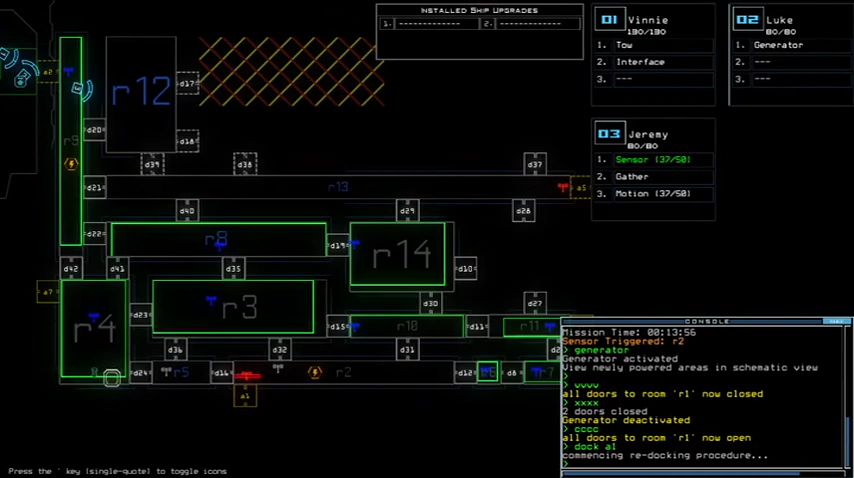 Installed Ship Upgrades
1. -------------- 2. --------------
01 Vinnie
130/130
1. Tow
2. Interface
3. ---
02 Luke
80/80
1. Generator
2. ---
3. ---
03 Jeremy
80/80
1. Sensor (37/50)
2. Gather
3. Motion (37/50)
a2
r12
d17
r9
d20
d18
d39
d38
d37
d21
r13
a5
d40
d29
d28
d22
r8
d19
r14
d42
d41
d35
d10
a7
r4
d23
r3
d30
d27
d15
r10
d11
r11
d36
d32
d31
d24
r5
d16
r2
d12
r6
d8
r7
a1
CONSOLE
Mission Time: 00:13:56
Sensor Triggered: r2
> generator
Generator activated
View newly powered areas in schematic view
>
> vvvv
all doors to room 'r1' now closed
> xxxx
2 doors closed
Generator deactivated
> cccc
all doors to room 'r1' now open
> dock a1
commencing re-docking procedure...
>
Press the ` key (single-quote) to toggle icons